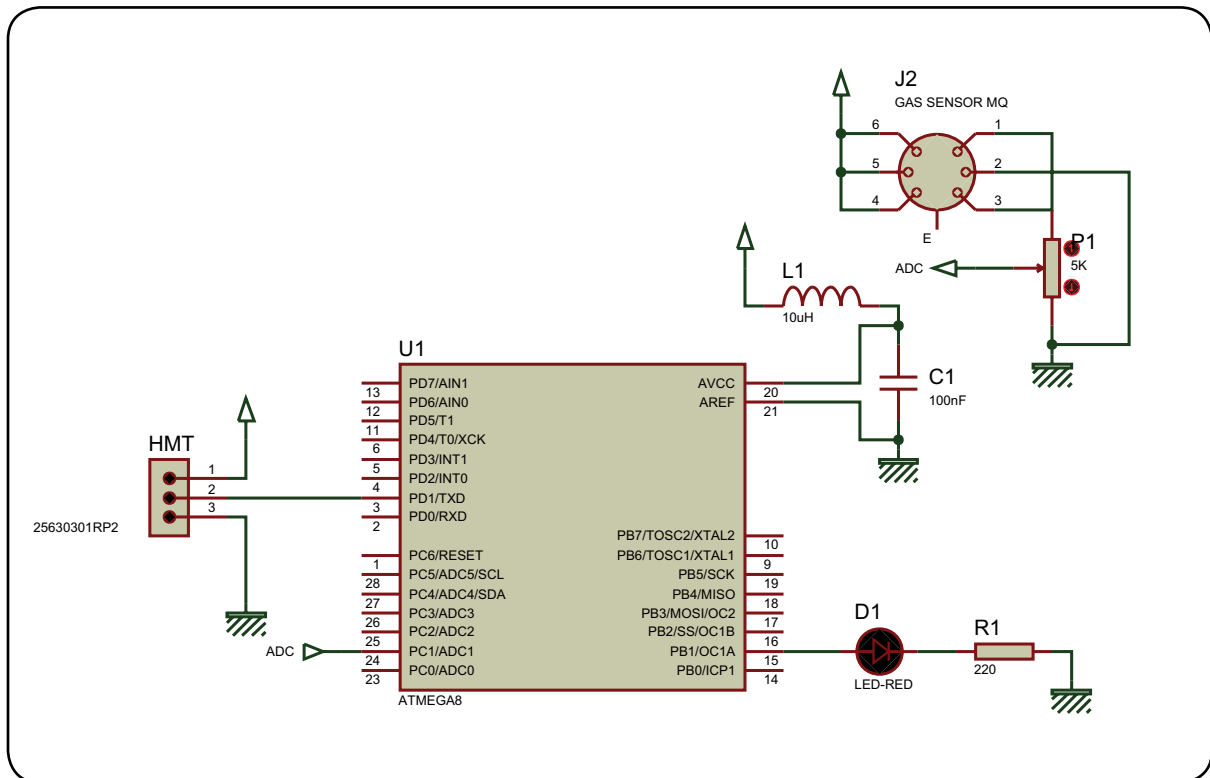 J2
GAS SENSOR MQ
6
1
5
2
4
3
E
P1
5K
ADC
L1
10uH
C1
100nF
U1
PD7/AIN1
13
PD6/AIN0
12
PD5/T1
11
PD4/T0/XCK
6
PD3/INT1
5
PD2/INT0
4
PD1/TXD
3
PD0/RXD
2
PC6/RESET
1
PC5/ADC5/SCL
28
PC4/ADC4/SDA
27
PC3/ADC3
26
PC2/ADC2
25
PC1/ADC1
24
PC0/ADC0
23
AVCC
20
AREF
21
PB7/TOSC2/XTAL2
10
PB6/TOSC1/XTAL1
9
PB5/SCK
19
PB4/MISO
18
PB3/MOSI/OC2
17
PB2/SS/OC1B
16
PB1/OC1A
15
PB0/ICP1
14
ATMEGA8
HMT
1
2
3
25630301RP2
ADC
D1
LED-RED
R1
220